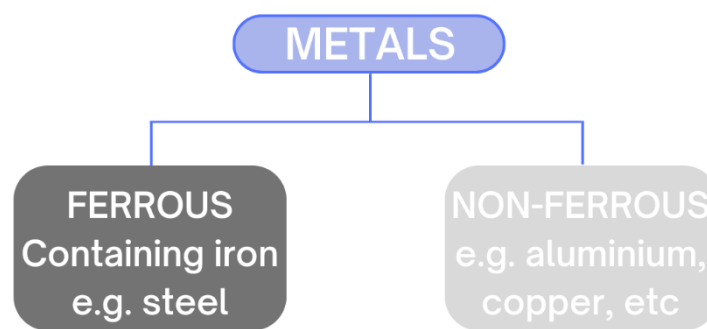 METALS
FERROUS
Containing iron
e.g. steel
NON-FERROUS
e.g. aluminium,
copper, etc